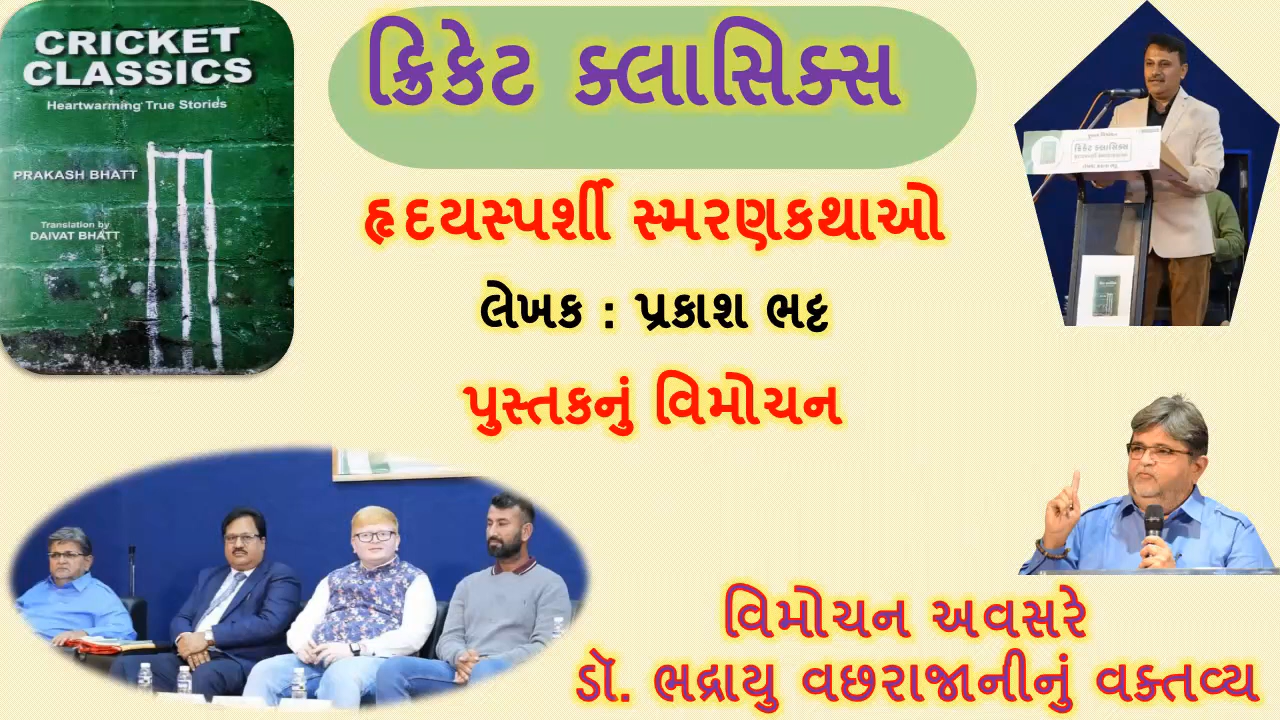 CRICKET
CLASSICS
Heartwarming True Stories
PRAKASH BHATT
Translation by
DAIVAT BHATT
ક્રિકેટ ક્લાસિક્સ
હૃદયસ્પર્શી સ્મરણકથાઓ
લેખક : પ્રકાશ ભટ્ટ
પુસ્તકનું વિમોચન
ક્રિકેટ ક્લાસિક્સ
વિમોચન અવસરે
ડૉ. ભદ્રાયુ વછરાજાનીનું વક્તવ્ય